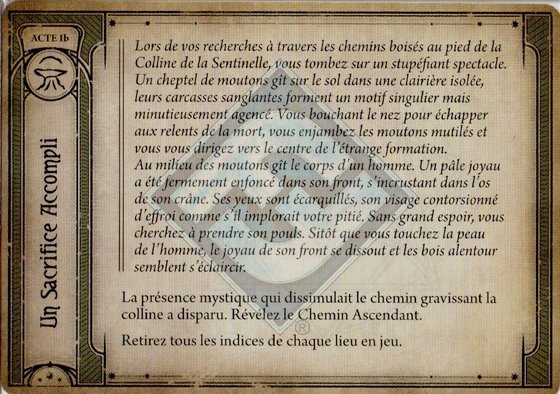 ACTE 1b
Un Sacrifice Accompli
Lors de vos recherches à travers les chemins boisés au pied de la
Colline de la Sentinelle, vous tombez sur un stupéfiant spectacle.
Un cheptel de moutons gît sur le sol dans une clairière isolée,
leurs carcasses sanglantes forment un motif singulier mais
minutieusement agencé. Vous bouchant le nez pour échapper
aux relents de la mort, vous enjambez les moutons mutilés et
vous vous dirigez vers le centre de l'étrange formation.
Au milieu des moutons gît le corps d'un homme. Un pâle joyau
a été fermement enfoncé dans son front, s'incrustant dans l'os
de son crâne. Ses yeux sont écarquillés, son visage contorsionné
d'effroi comme s'il implorait votre pitié. Sans grand espoir, vous
cherchez à prendre son pouls. Sitôt que vous touchez la peau
de l'homme, le joyau de son front se dissout et les bois alentour
semblent s'éclaircir.
La présence mystique qui dissimulait le chemin gravissant la
colline a disparu. Révélez le Chemin Ascendant.
Retirez tous les indices de chaque lieu en jeu.
®